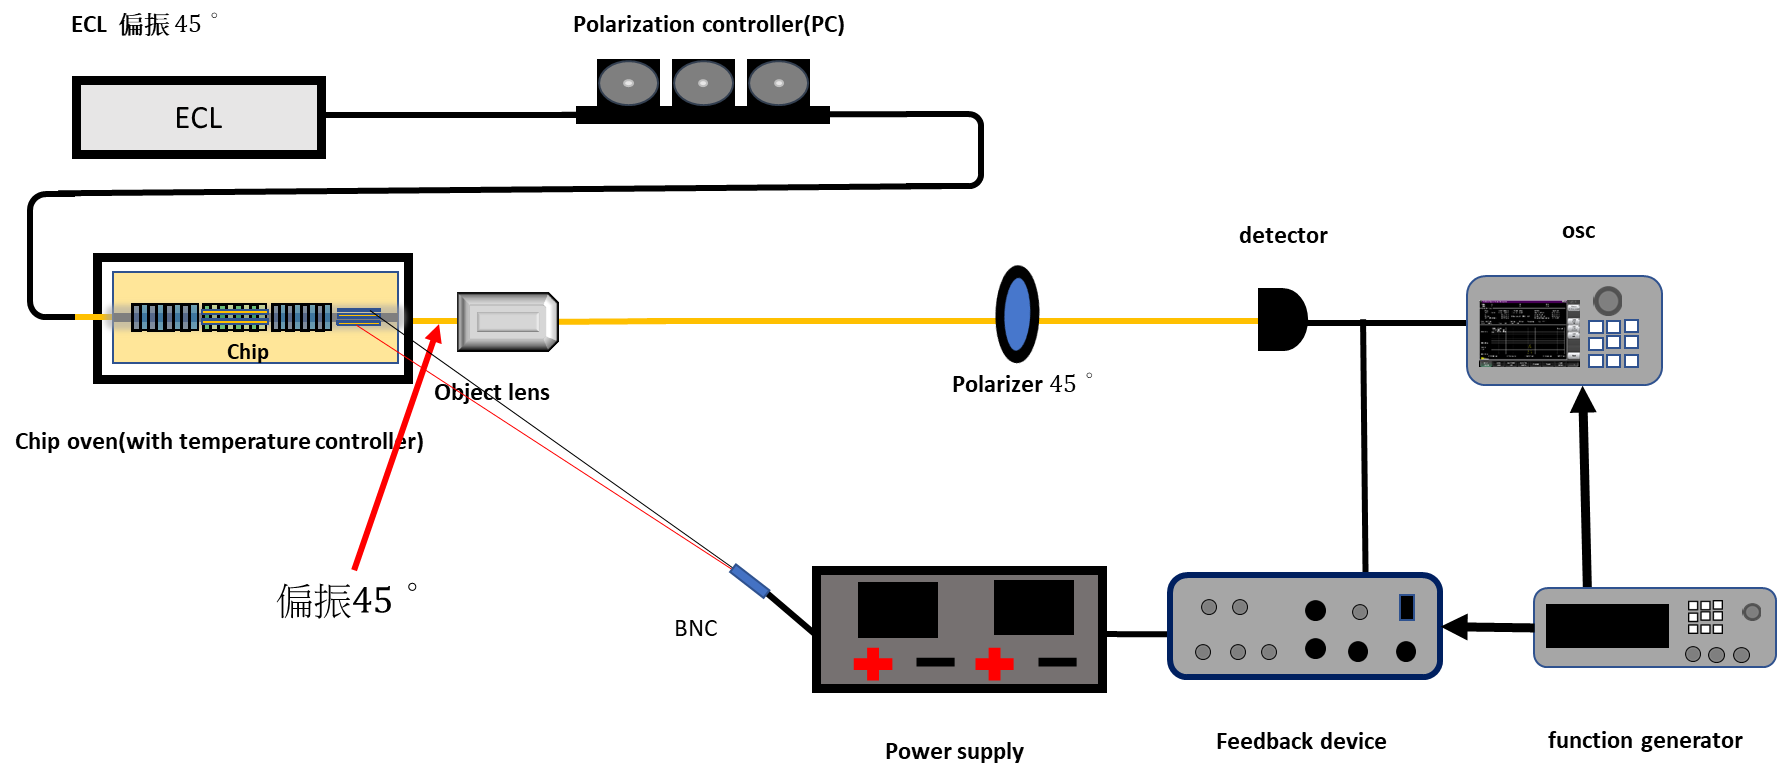 ECL 偏振45°
Polarization controller(PC)
ECL
detector
osc
Chip
Object lens
Polarizer 45°
Chip oven(with temperature controller)
偏振45°
BNC
Power supply
Feedback device
function generator